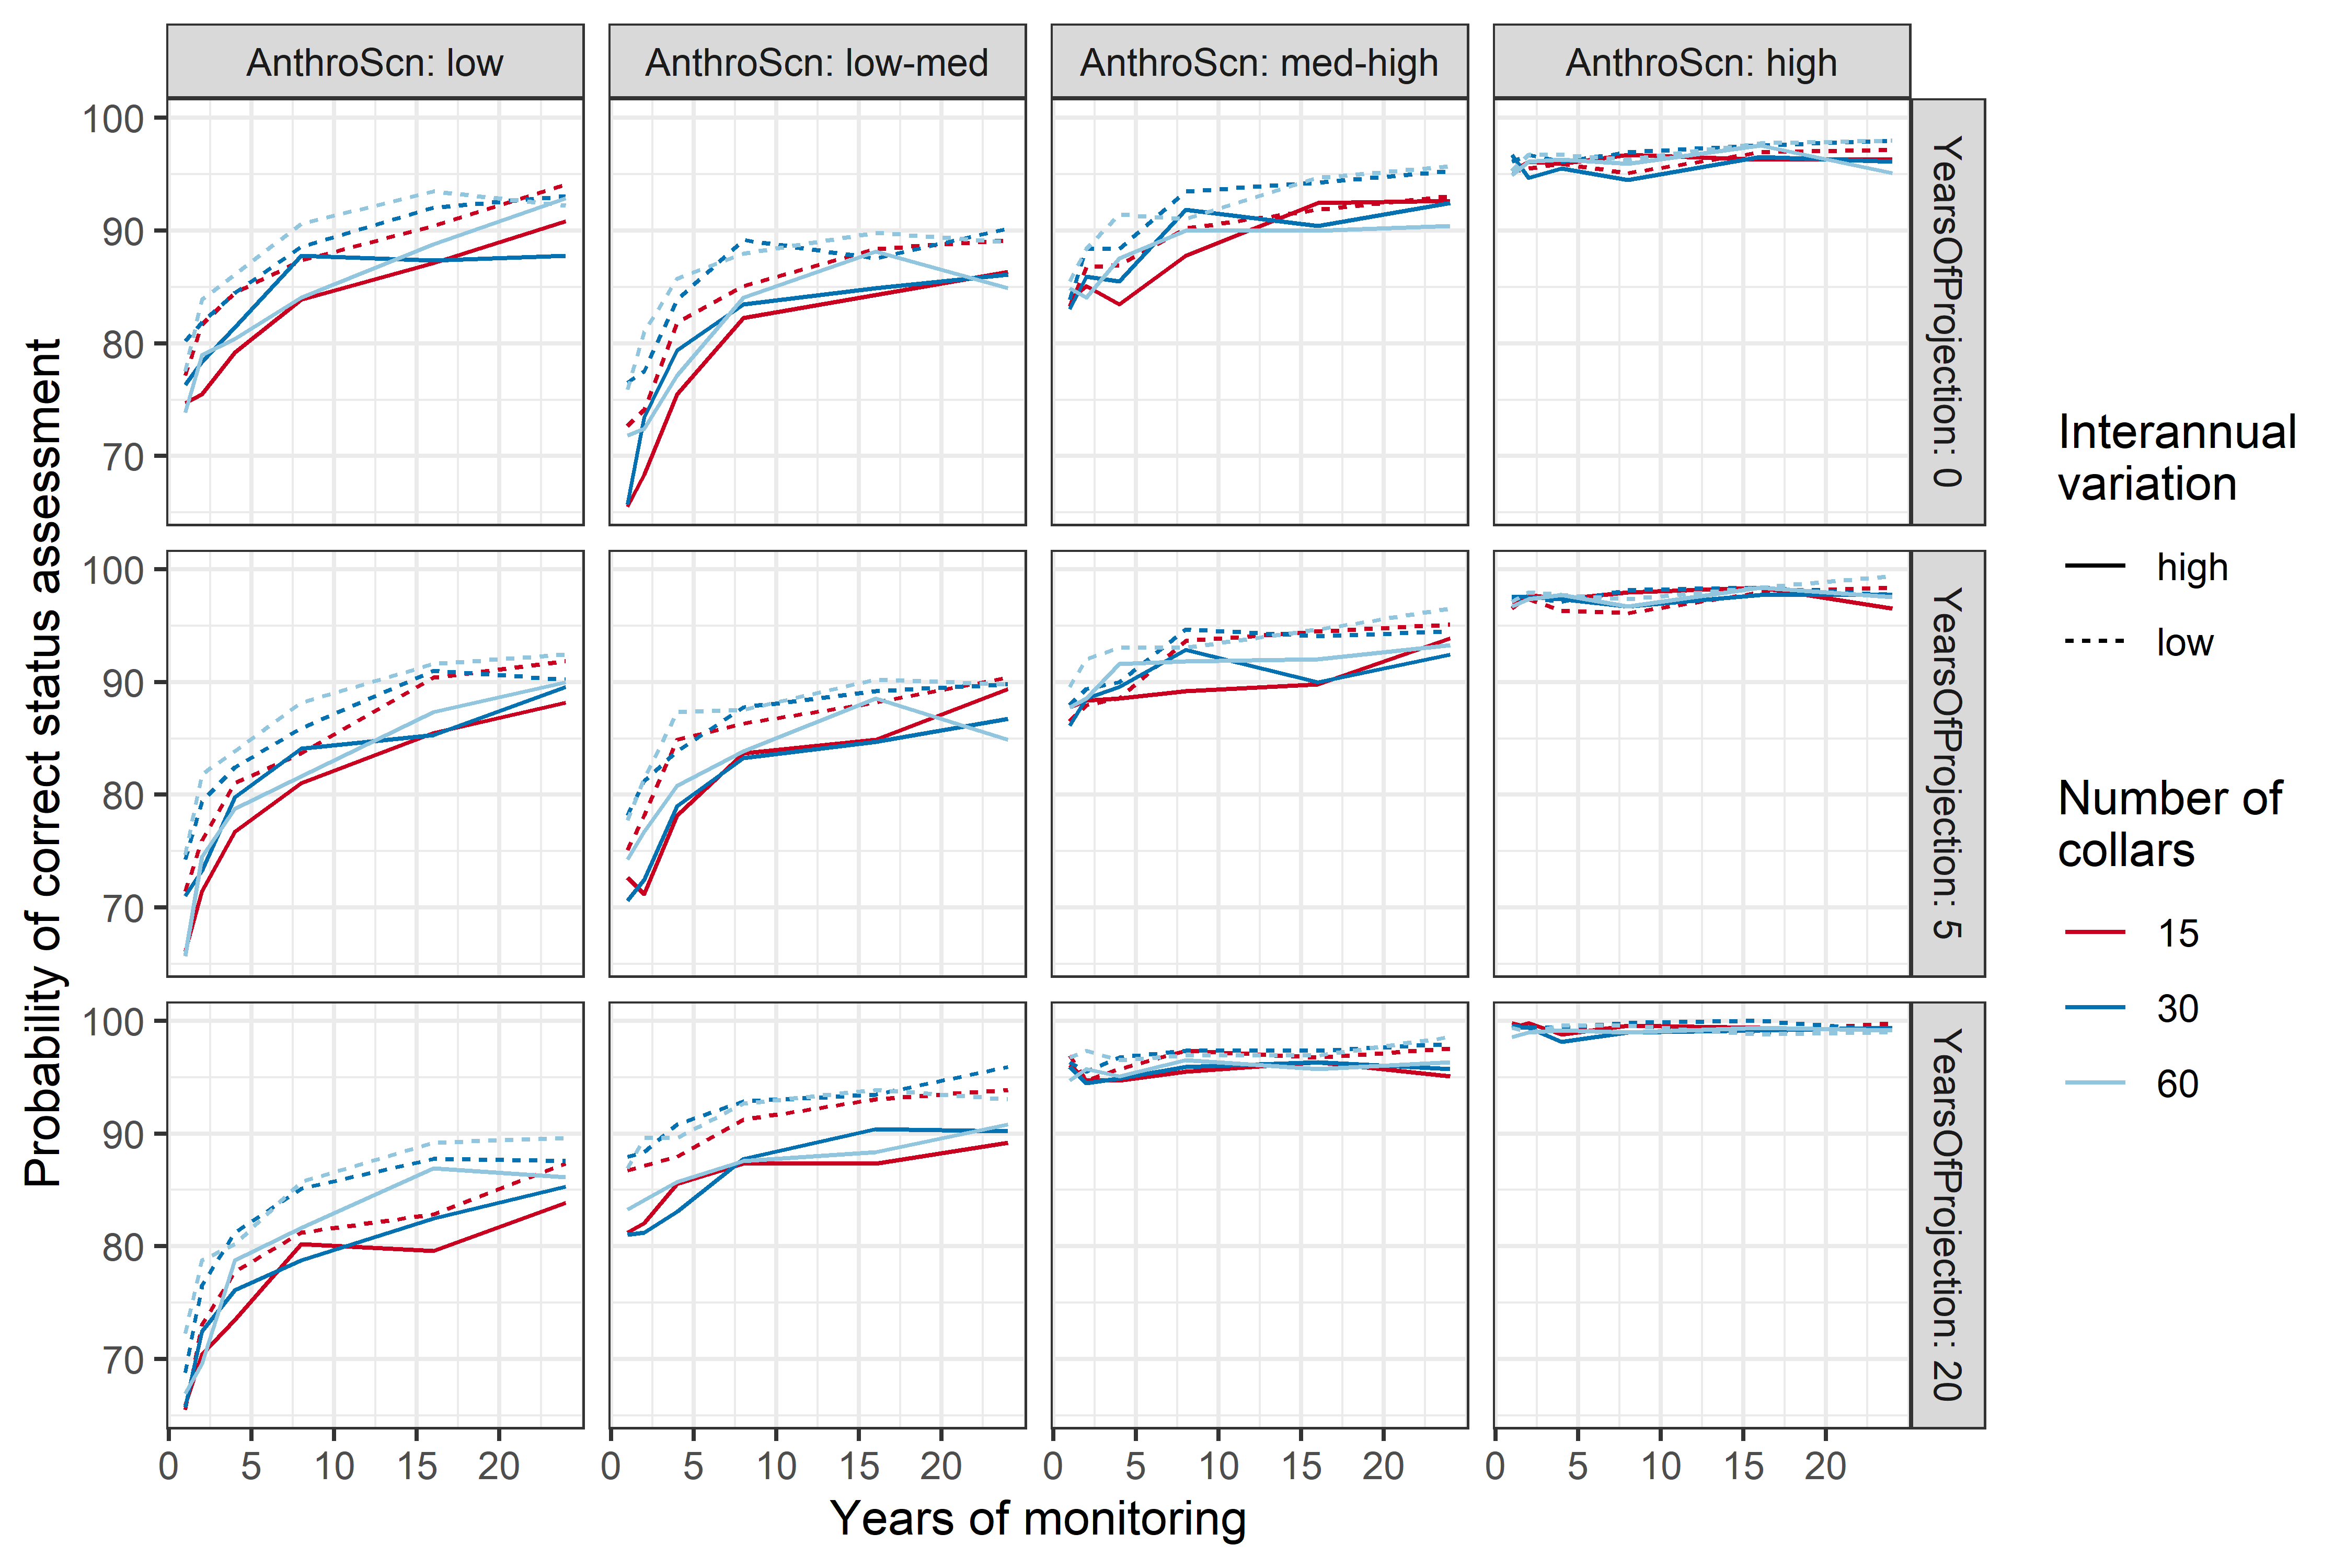 AnthroScn: low
AnthroScn: low-med
AnthroScn: med-high
AnthroScn: high
YearsOfProjection: 0
YearsOfProjection: 5
YearsOfProjection: 20
Probability of correct status assessment
100
90
80
70
100
90
80
70
100
90
80
70
0 5 10 15 20
0 5 10 15 20
0 5 10 15 20
0 5 10 15 20
Years of monitoring
Interannual
variation
high
low
Number of
collars
15
30
60